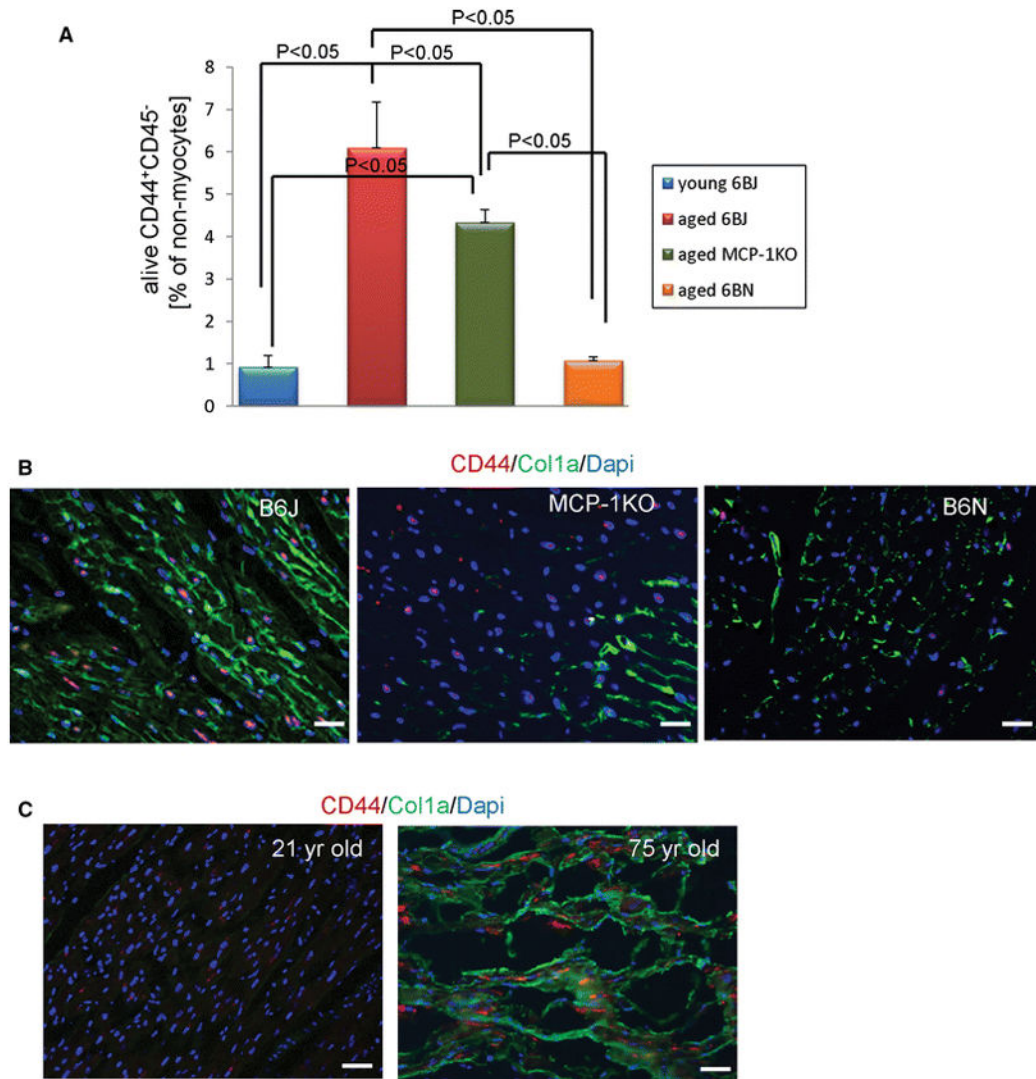 A
P<0.05
P<0.05 P<0.05
P<0.05
P<0.05
alive CD44+CD45-
[% of non-myocytes]
8
7
6
5
4
3
2
1
0
young 6BJ
aged 6BJ
aged MCP-1KO
aged 6BN
B
CD44/Col1a/Dapi
B6J MCP-1KO B6N
C
CD44/Col1a/Dapi
21 yr old 75 yr old